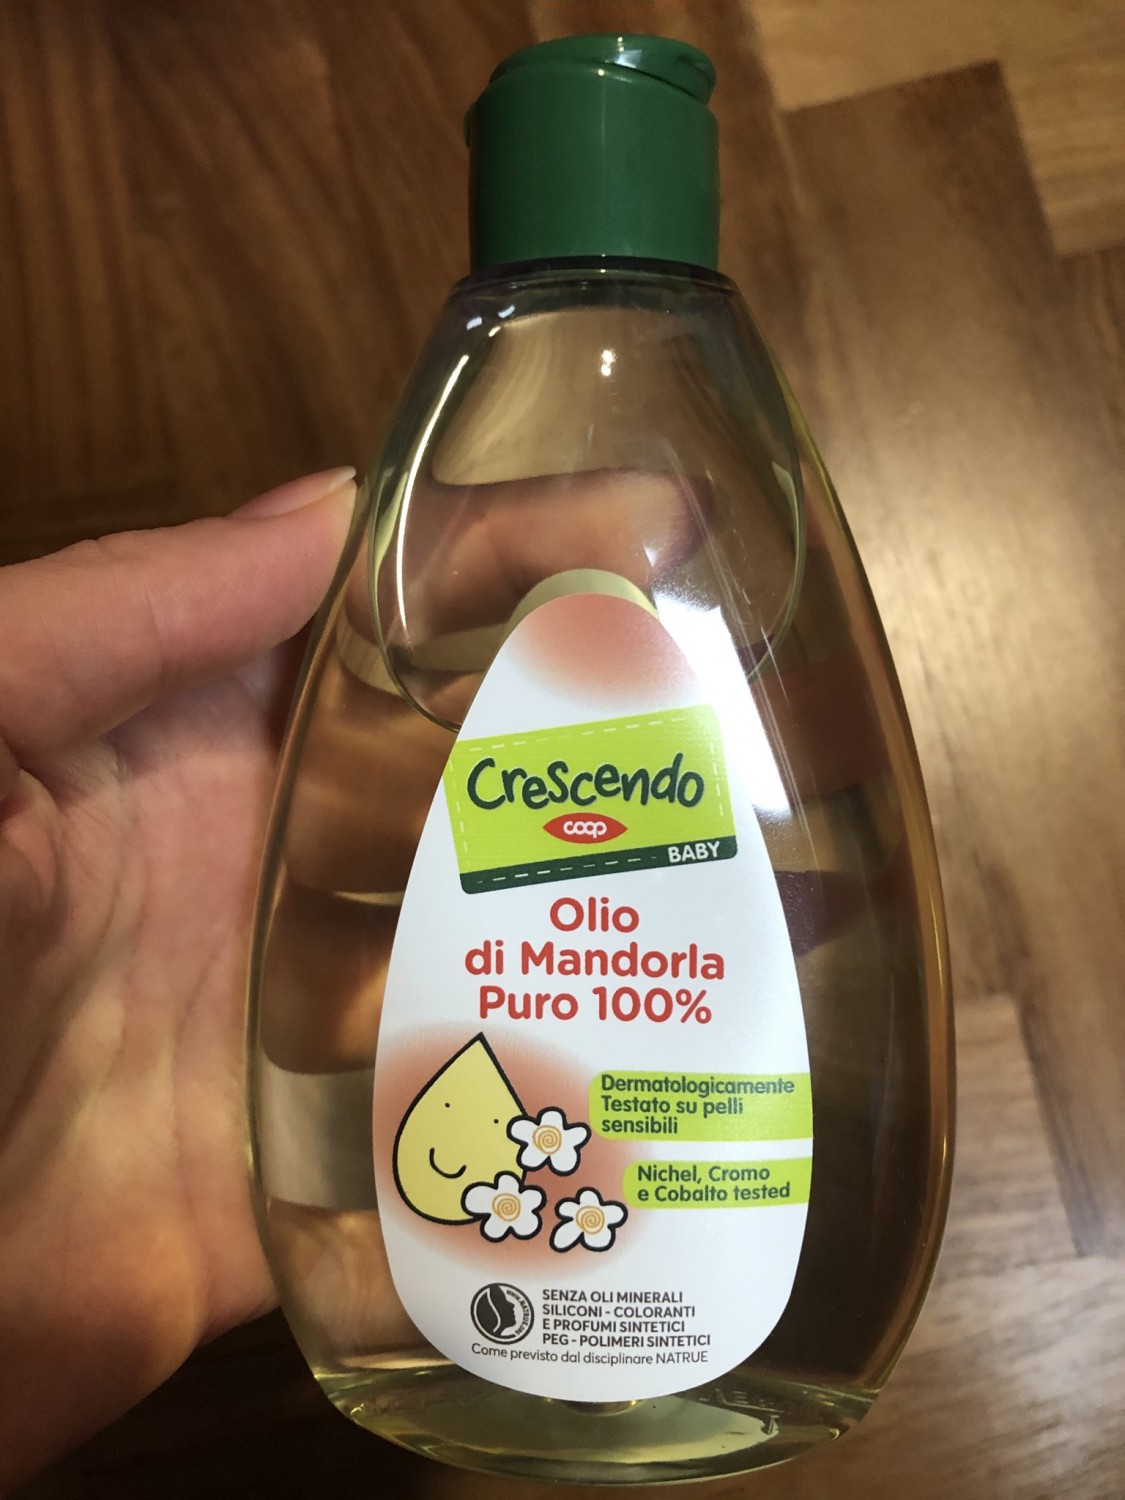 Crescendo
coop
BABY
Olio
di Mandorla
Puro 100%
Dermatologicamente
Testato su pelli
sensibili
Nichel, Cromo
e Cobalto tested
SENZA OLI MINERALI
SILICONI - COLORANTI
E PROFUMI SINTETICI
PEG - POLIMERI SINTETICI
Come previsto dal disciplinare NATRUE